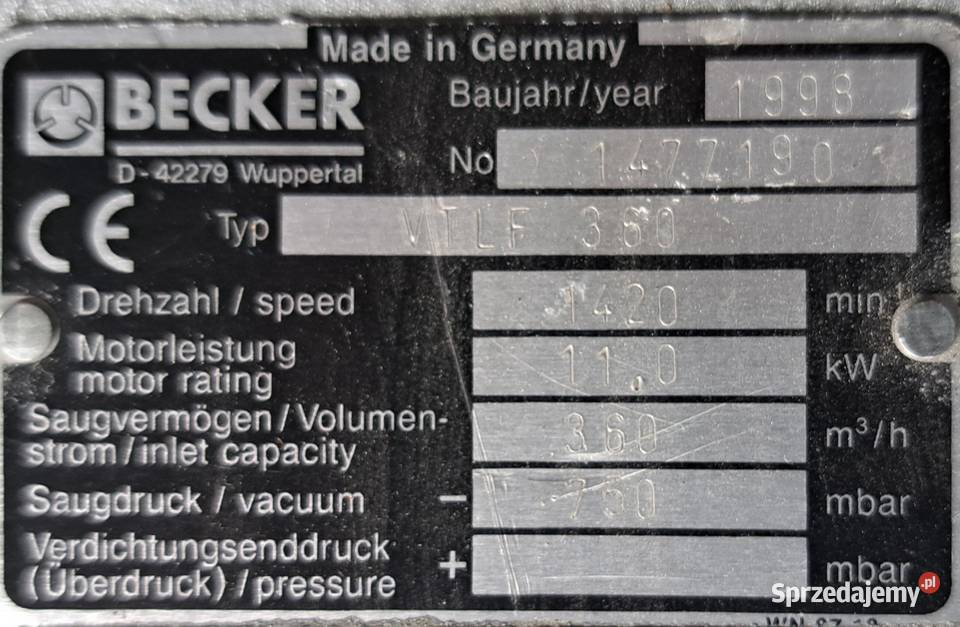 Made in Germany
BECKER
D-42279 Wuppertal
Baujahr/year 1998
No 1477190
CE Typ VTLF 360
Drehzahl / speed 1420 min
Motorleistung
motor rating 11.0 kW
Saugvermögen/Volumen-
strom/inlet capacity 360 m³/h
Saugdruck / vacuum - 750 mbar
Verdichtungsenddruck
(Überdruck)/pressure + mbar
Sprzedajemy.pl